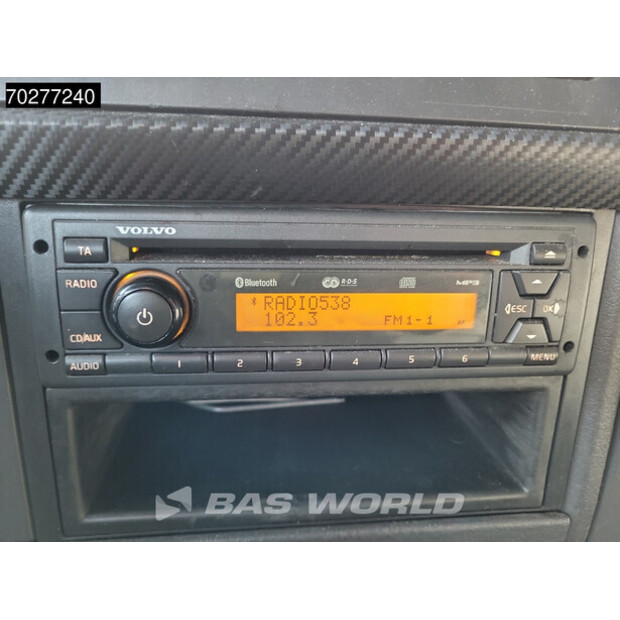 70277240
VOLVO
TA
RADIO
CD/AUX
AUDIO
Bluetooth
R·D·S
MP3
RADIO538
102.3 FM1-1
1 2 3 4 5 6
ESC OK
MENU
BAS WORLD